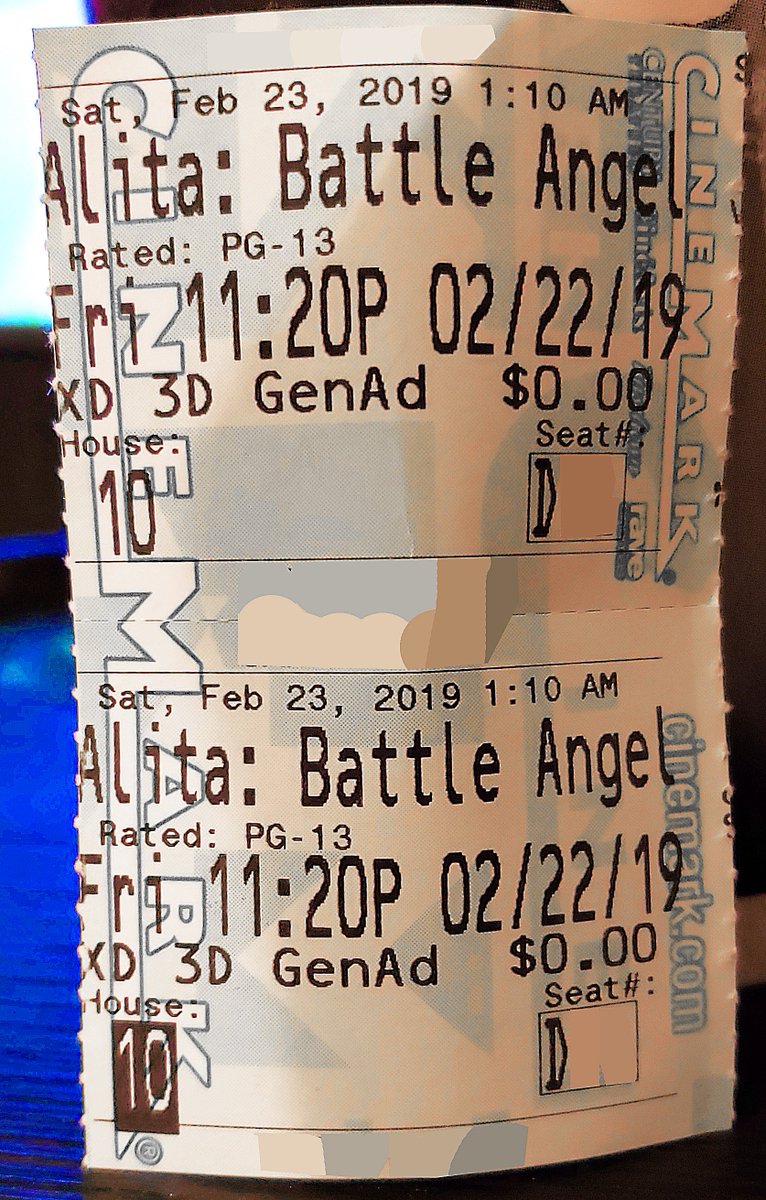 Sat, Feb 23, 2019 1:10 AM
Alita: Battle Angel
Rated: PG-13
Fri 11:20P 02/22/19
XD 3D GenAd $0.00
House: Seat#:
10 D
CINEMARK
CINEMARK
rave
Sat, Feb 23, 2019 1:10 AM
Alita: Battle Angel
Rated: PG-13
Fri 11:20P 02/22/19
XD 3D GenAd $0.00
House: Seat#:
10 D
cinemark.com
®